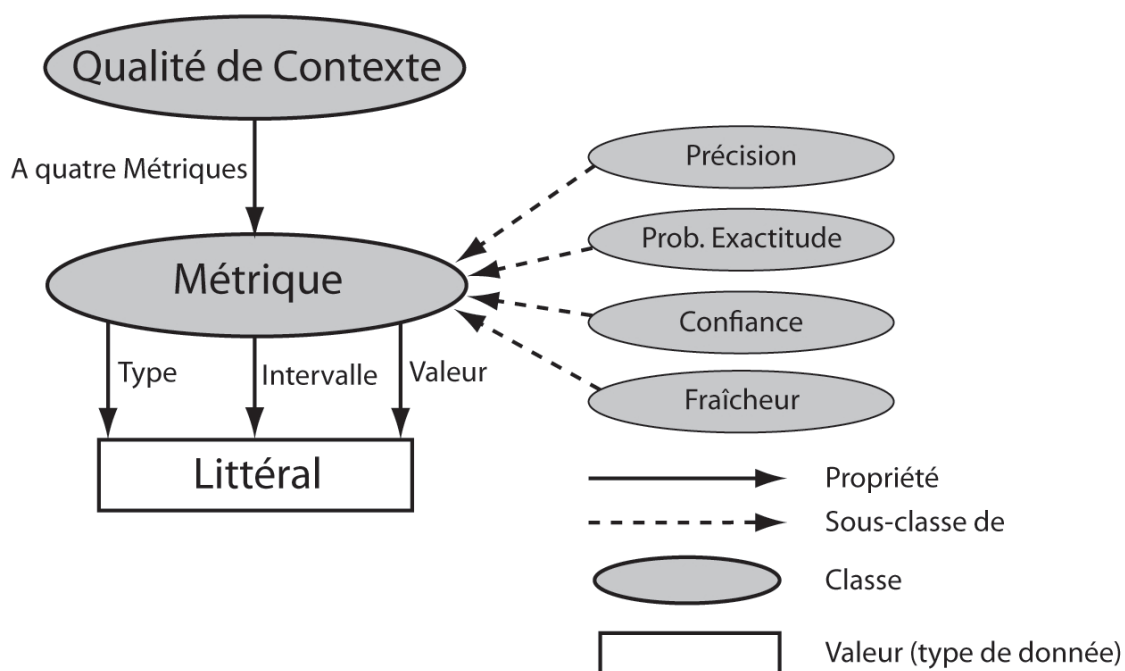 Qualité de Contexte
A quatre Métriques
Métrique
Type
Intervalle
Valeur
Littéral
Précision
Prob. Exactitude
Confiance
Fraîcheur
Propriété
Sous-classe de
Classe
Valeur (type de donnée)